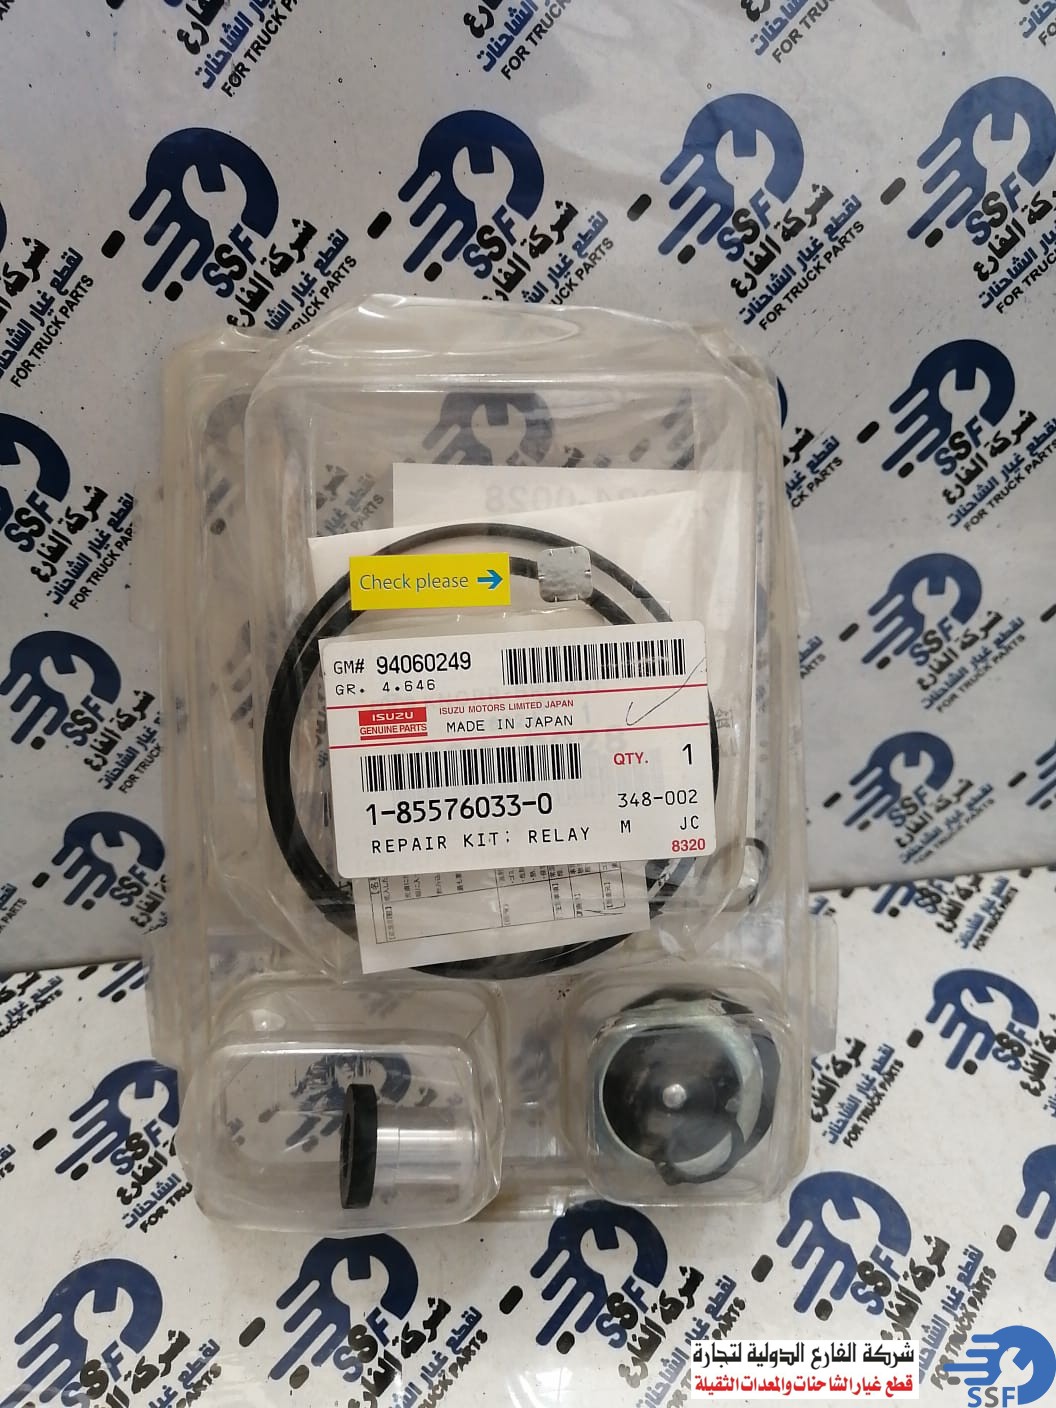 Check please
GM# 94060249
GR. 4.646
ISUZU
GENUINE PARTS
ISUZU MOTORS LIMITED JAPAN
MADE IN JAPAN
QTY. 1
1-85576033-0
348-002
REPAIR KIT; RELAY
M JC
8320
SSF
شركة الفارع
لقطع غيار الشاحنات
FOR TRUCK PARTS
شركة الفارع الدولية لتجارة
قطع غيار الشاحنات والمعدات الثقيلة
SSF